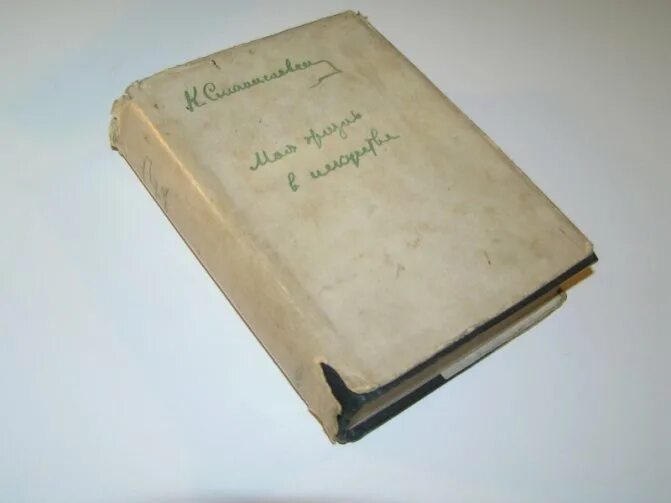 К. Станиславский
Моя жизнь
в искусстве